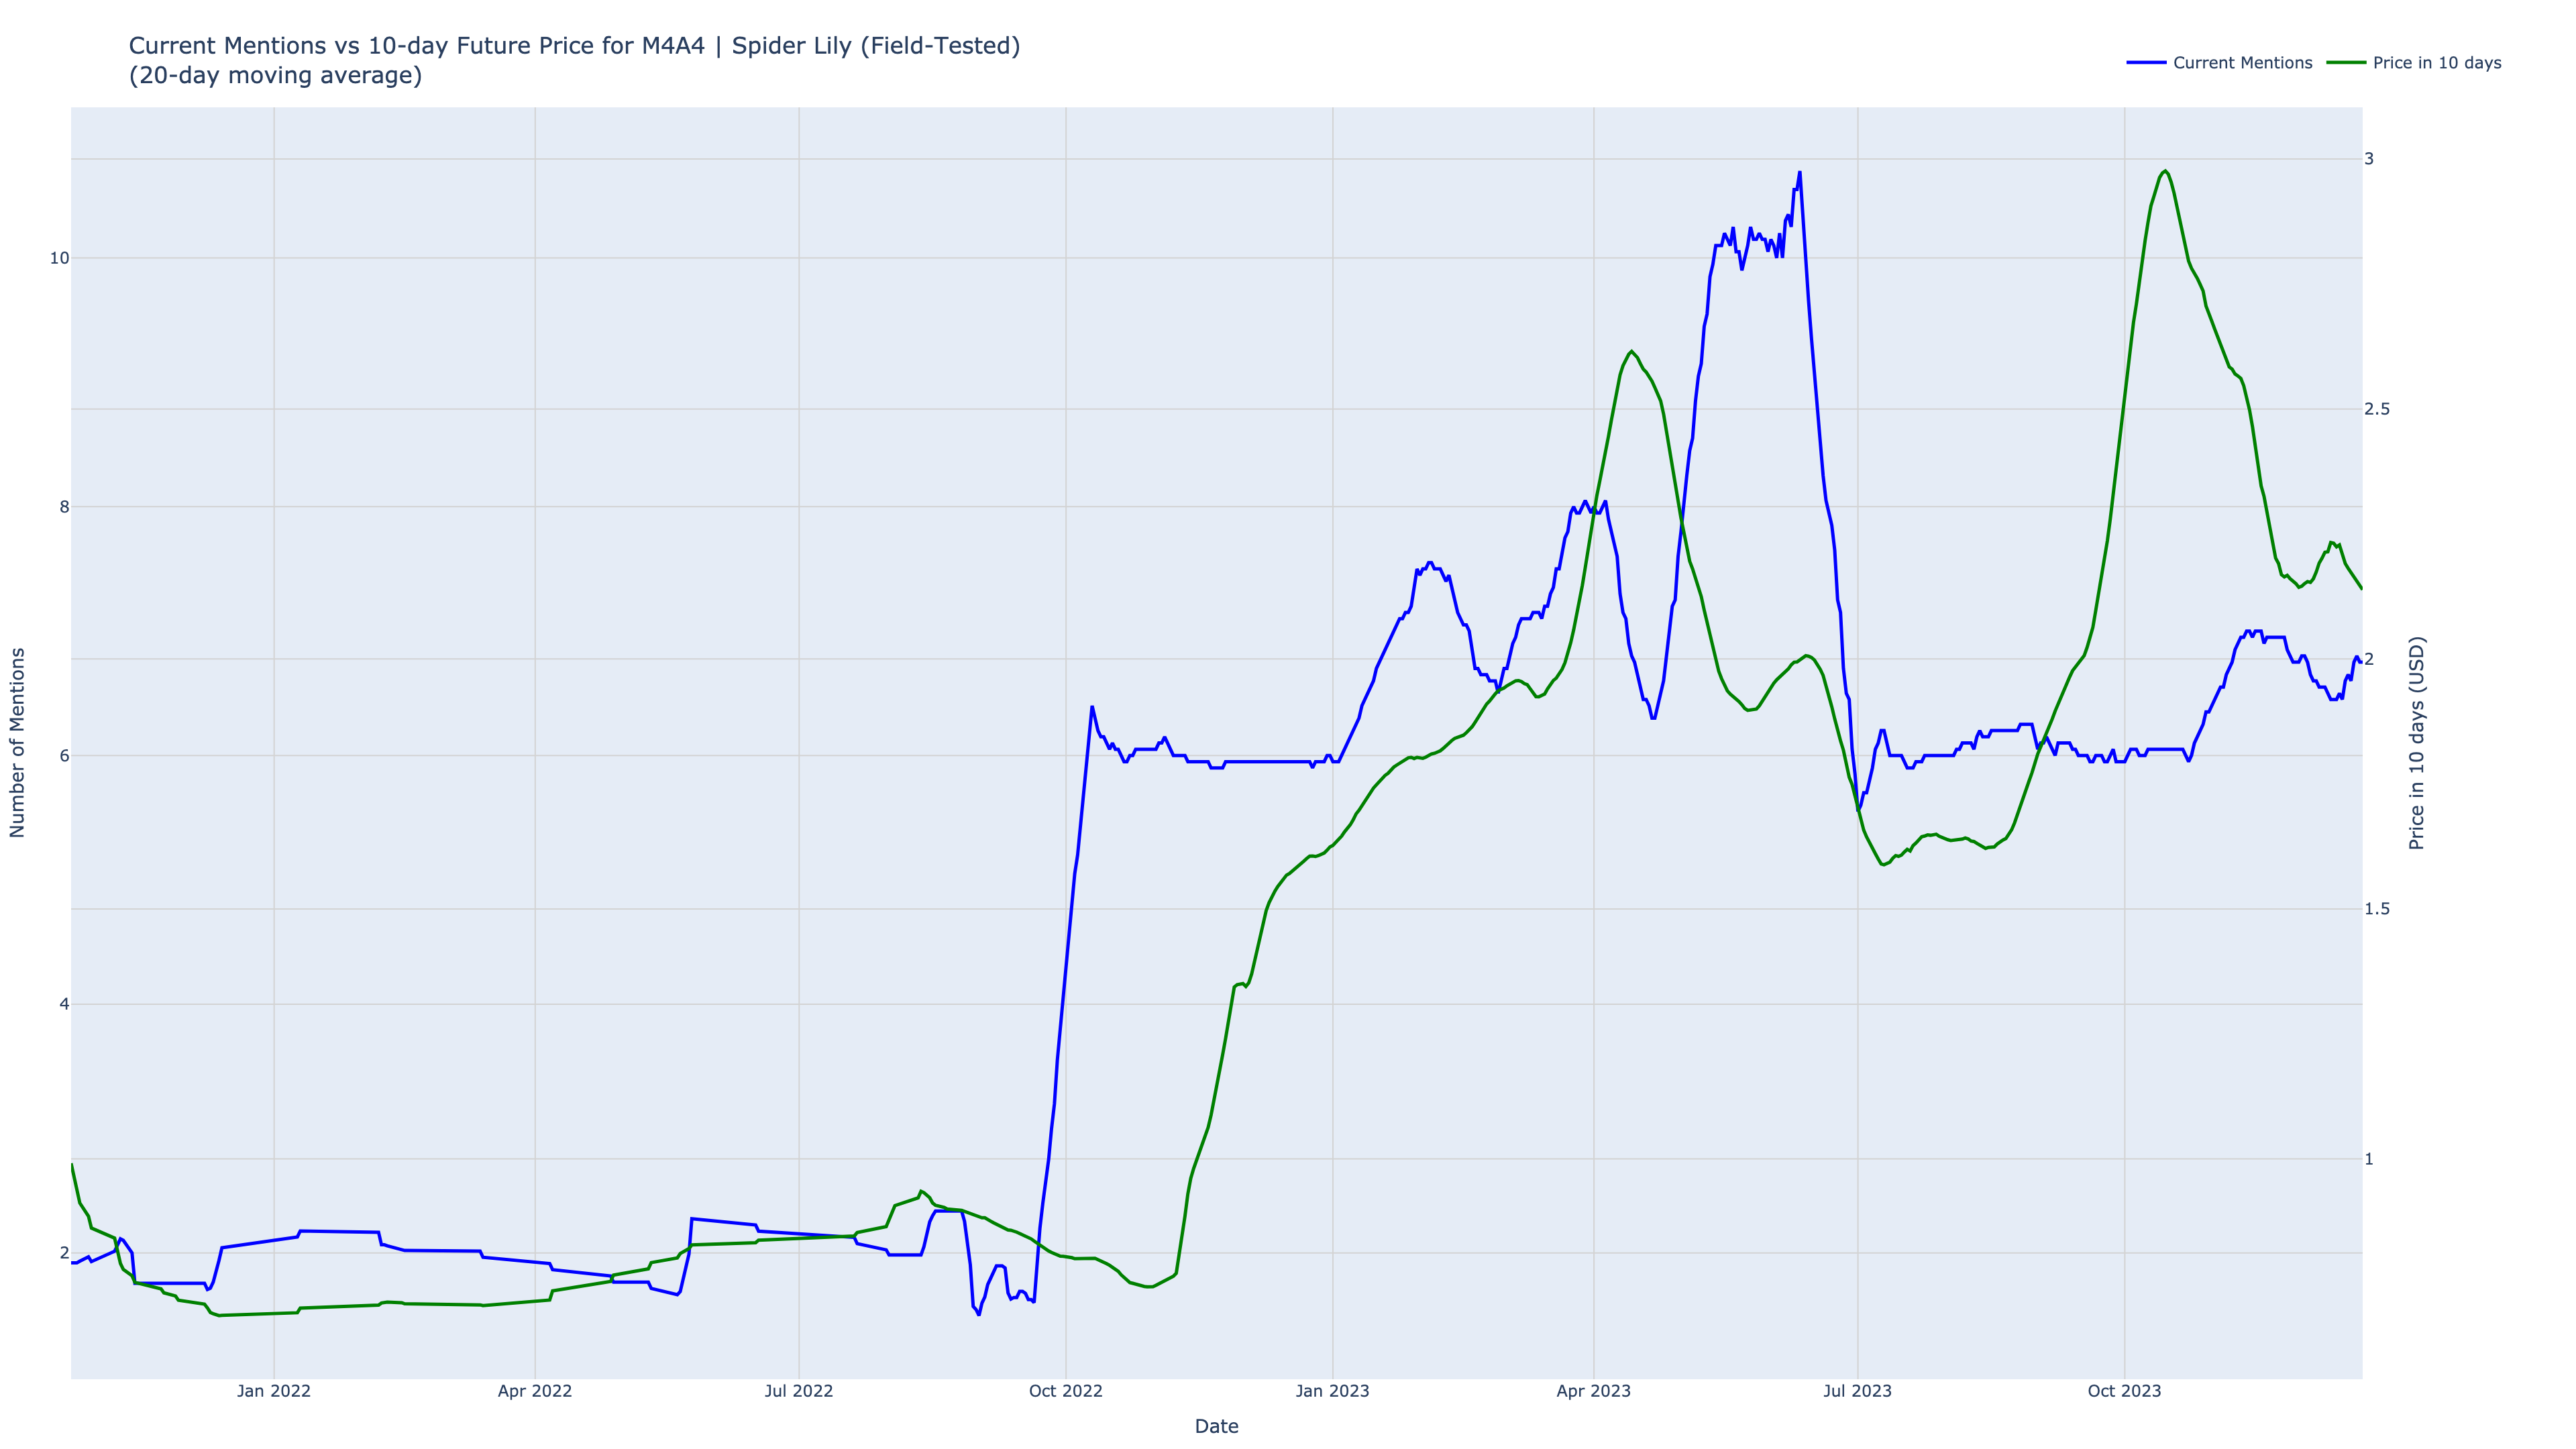 Current Mentions vs 10-day Future Price for M4A4 | Spider Lily (Field-Tested)
(20-day moving average)
Current Mentions
Price in 10 days
10
8
6
4
2
Number of Mentions
3
2.5
2
1.5
1
Price in 10 days (USD)
Jan 2022
Apr 2022
Jul 2022
Oct 2022
Jan 2023
Apr 2023
Jul 2023
Oct 2023
Date